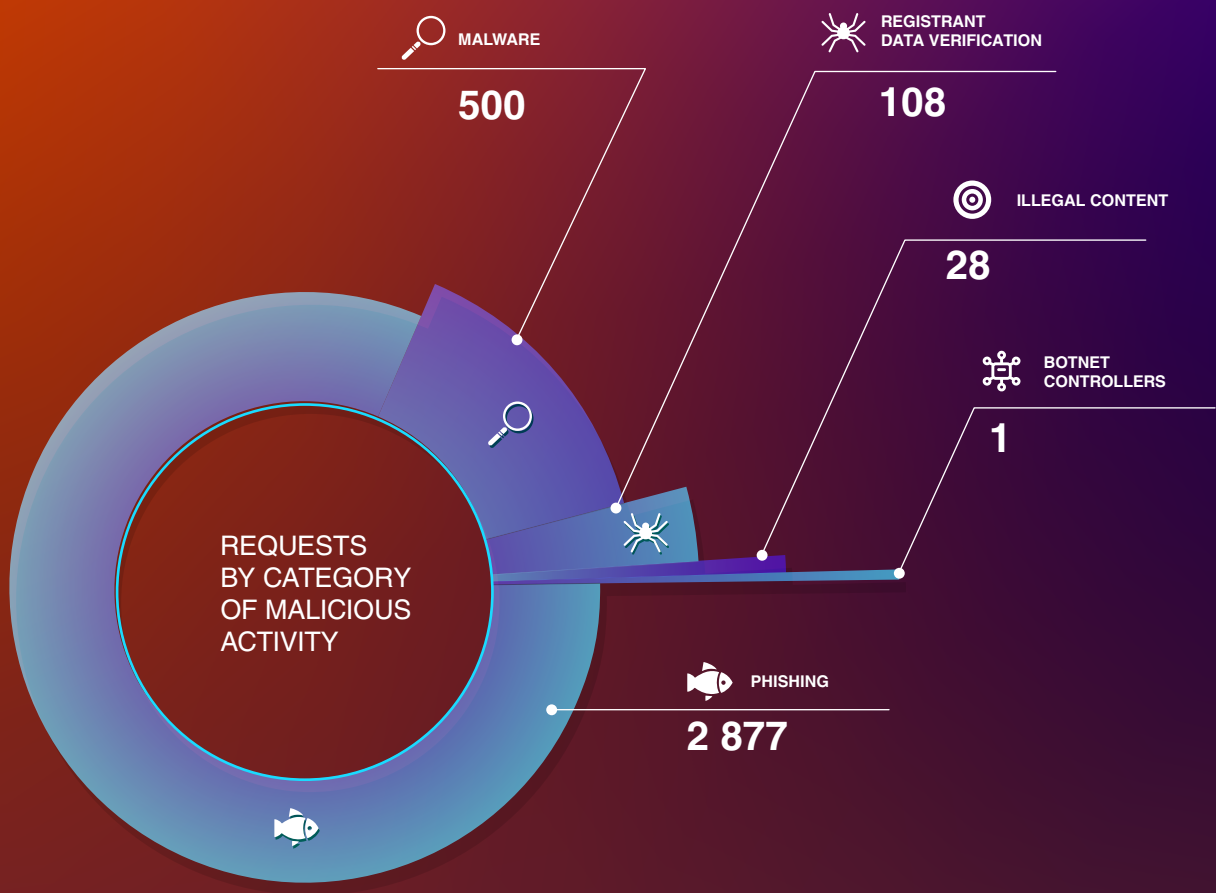 MALWARE
500
REGISTRANT
DATA VERIFICATION
108
ILLEGAL CONTENT
28
BOTNET
CONTROLLERS
1
REQUESTS
BY CATEGORY
OF MALICIOUS
ACTIVITY
PHISHING
2 877